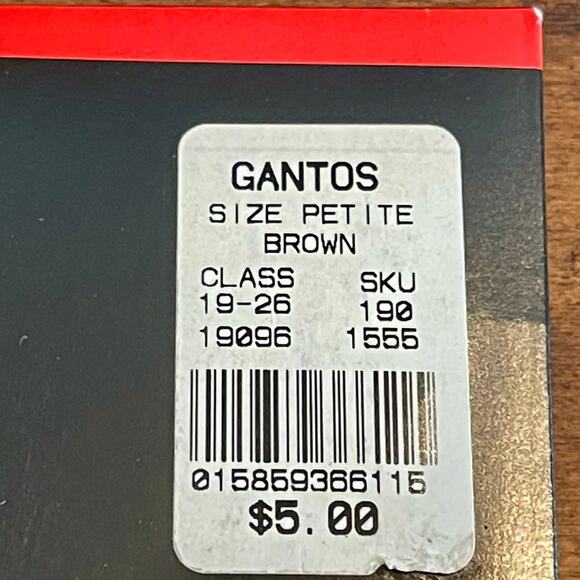 GANTOS
SIZE PETITE
BROWN
CLASS SKU
19-26 190
19096 1555
015859366115
$5.00